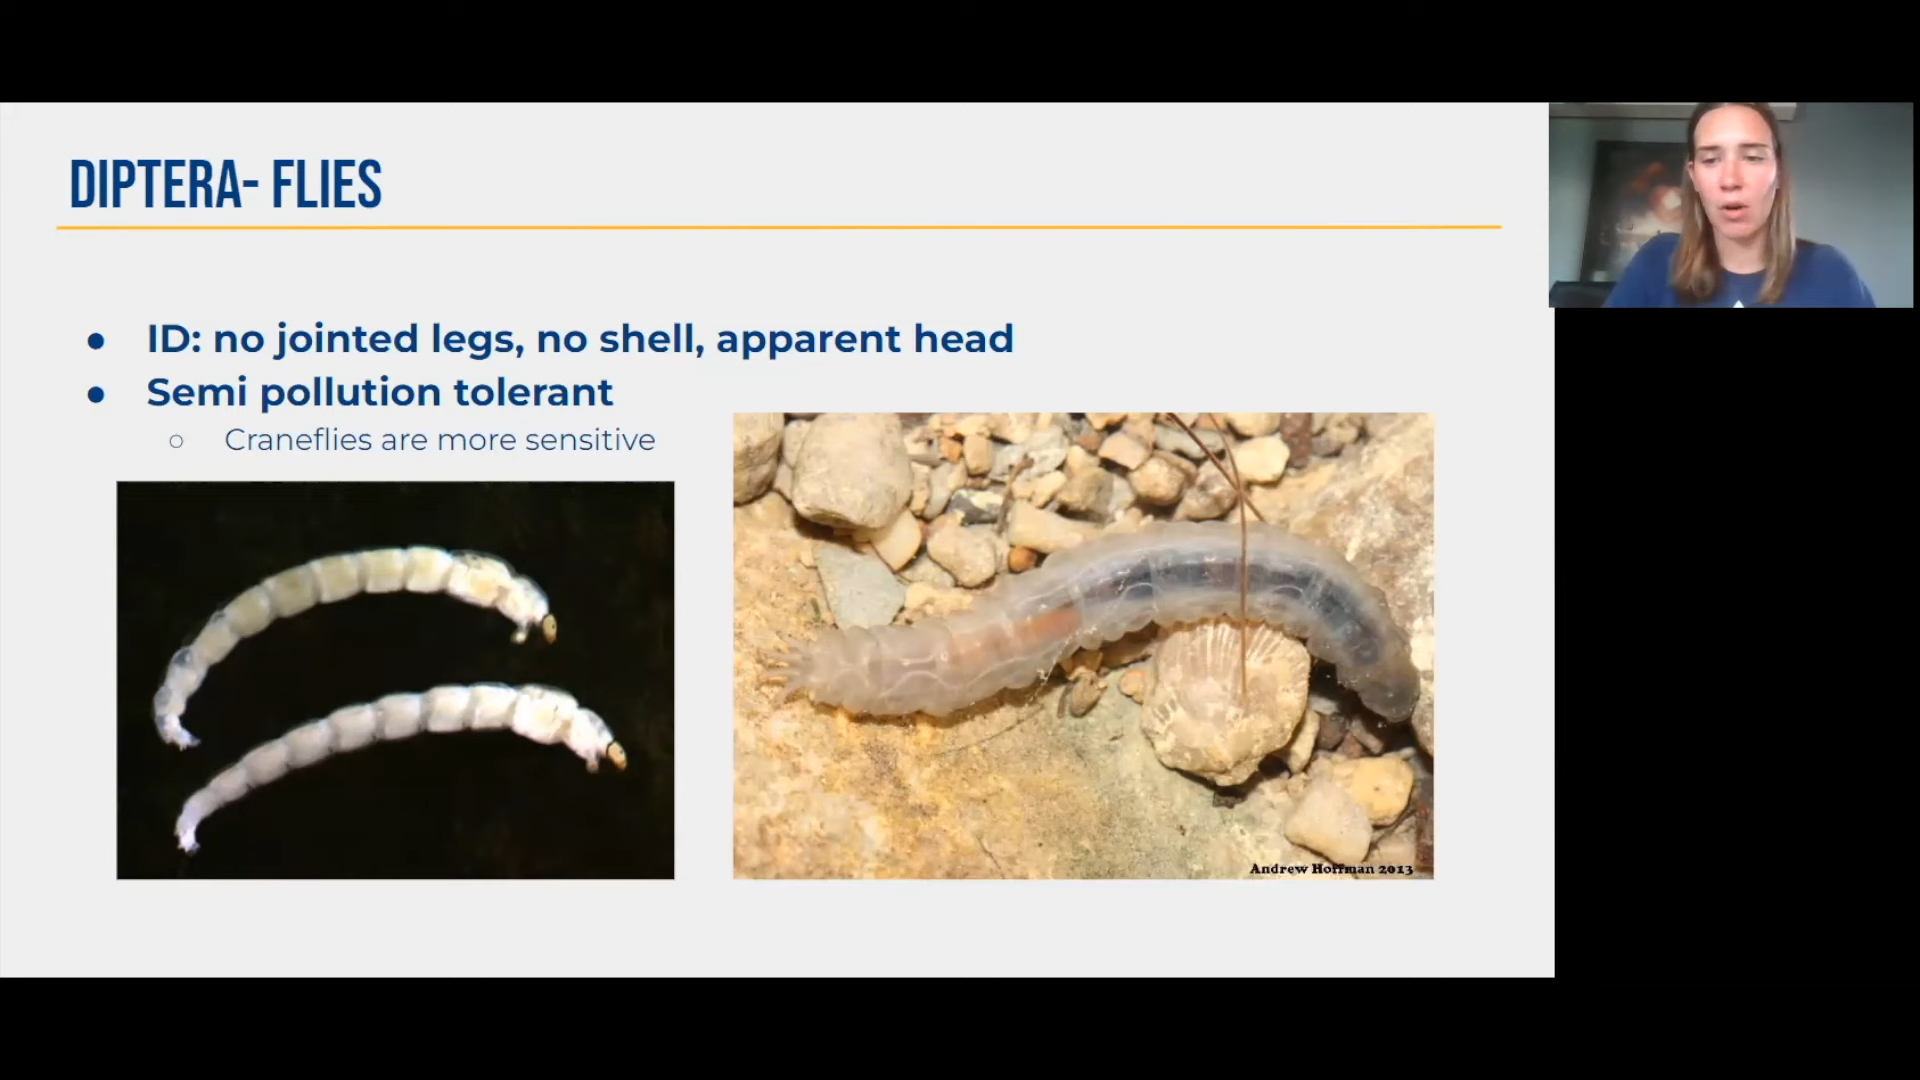 DIPTERA- FLIES
● ID: no jointed legs, no shell, apparent head
● Semi pollution tolerant
○ Craneflies are more sensitive
Andrew Hoffman 2013